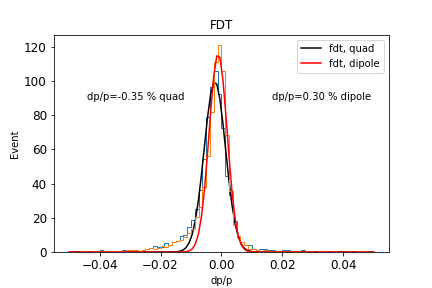 FDT
fdt, quad
fdt, dipole
dp/p=-0.35 % quad
dp/p=0.30 % dipole
Event
120
100
80
60
40
20
0
−0.04
−0.02
0.00
0.02
0.04
dp/p